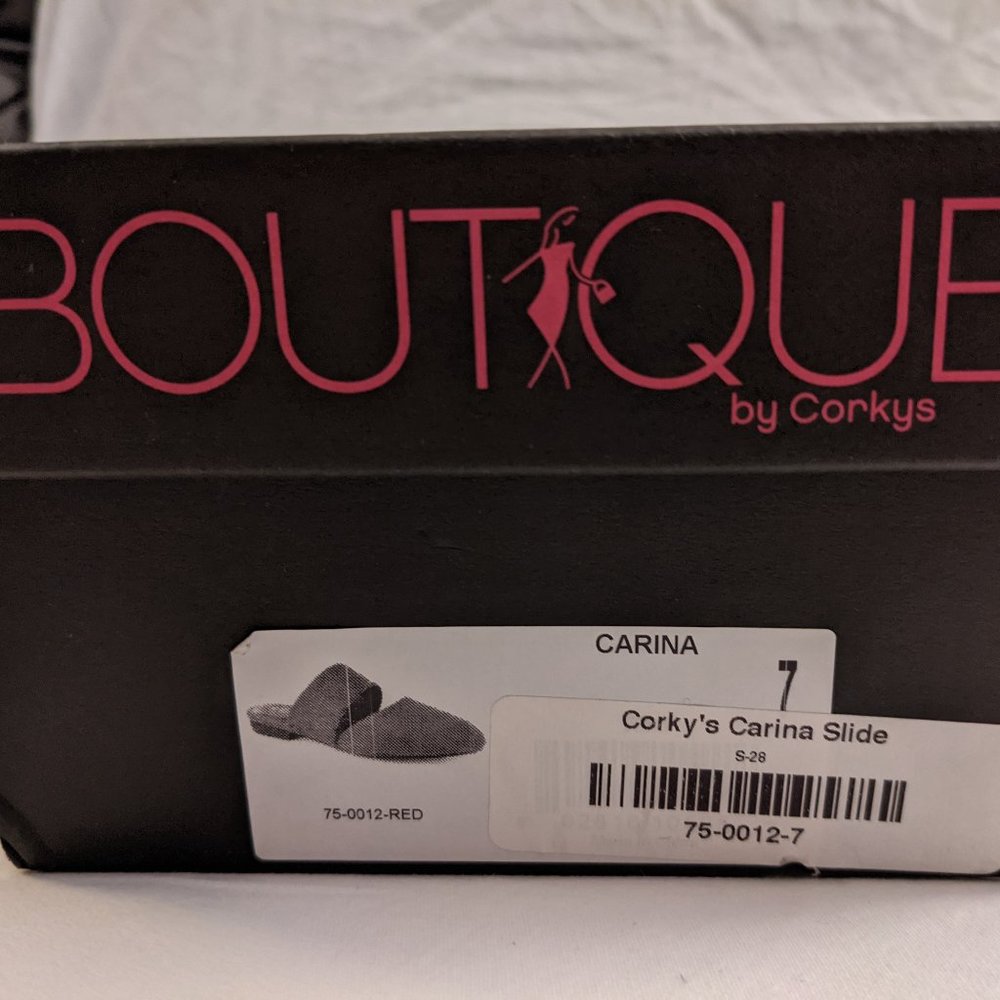 BOUTIQUE
by Corkys
CARINA
7
Corky's Carina Slide
S-28
75-0012-7
75-0012-RED